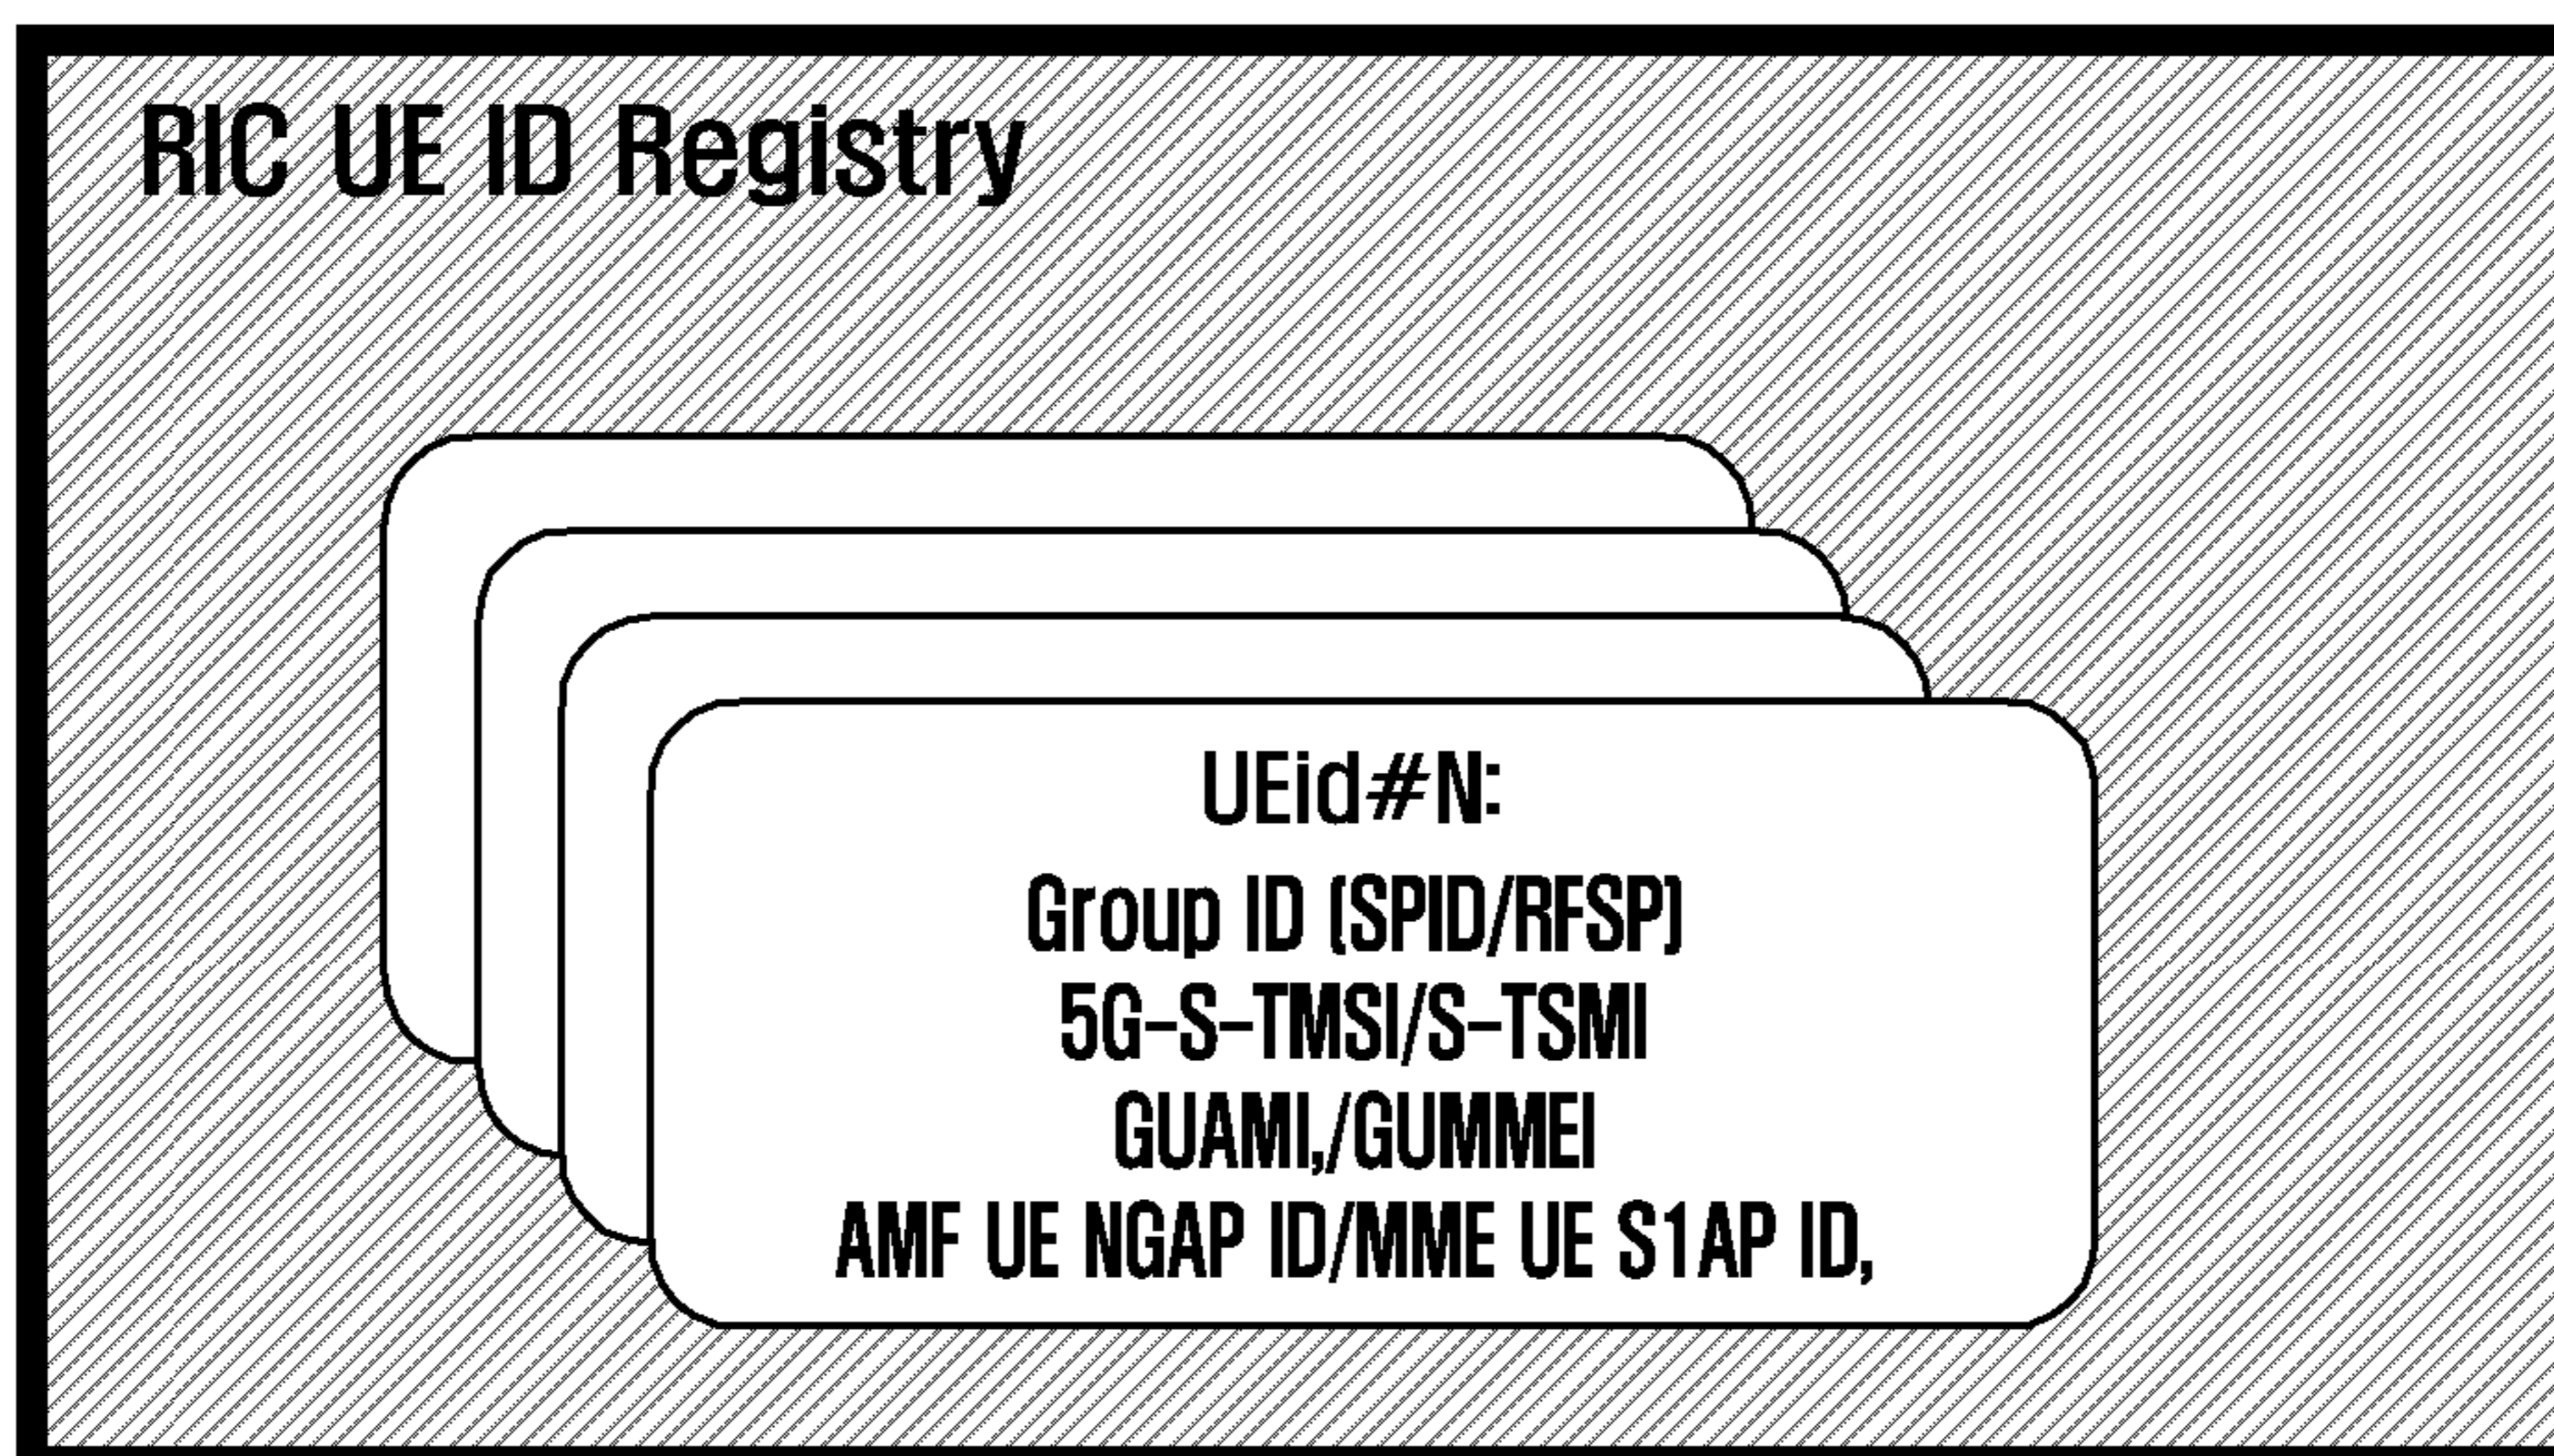 RIC UE ID Registry
UEid#N:
Group ID (SPID/RFSP)
5G-S-TMSI/S-TSMI
GUAMI,/GUMMEI
AMF UE NGAP ID/MME UE S1AP ID,